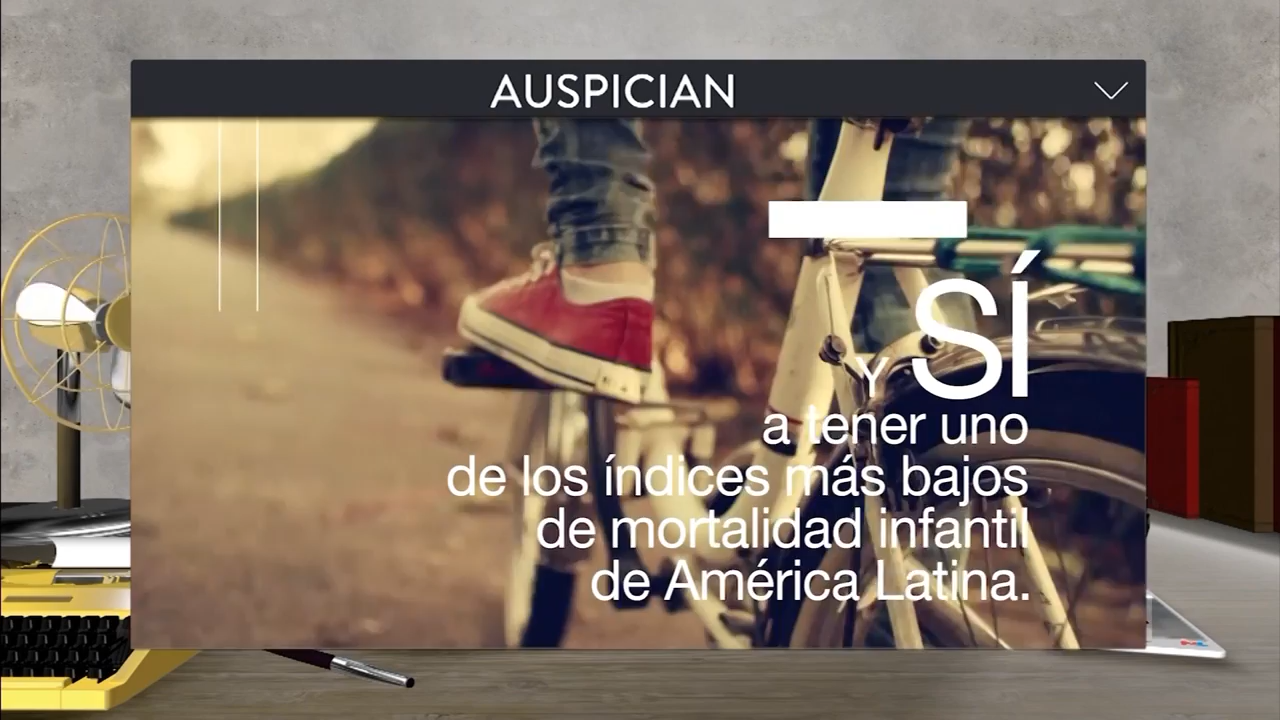 AUSPICIAN
Y SÍ
a tener uno
de los índices más bajos
de mortalidad infantil
de América Latina.